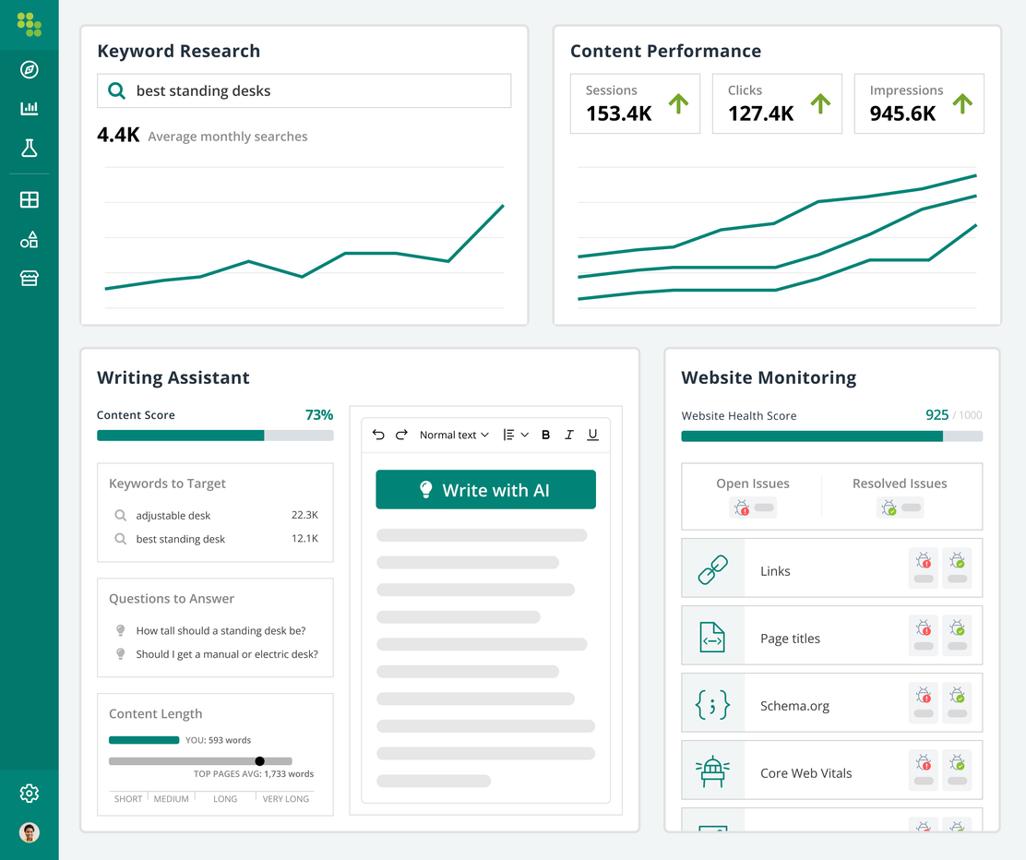 Keyword Research
best standing desks
4.4K Average monthly searches
Content Performance
Sessions
153.4K
Clicks
127.4K
Impressions
945.6K
Writing Assistant
Content Score 73%
Keywords to Target
adjustable desk 22.3K
best standing desk 12.1K
Questions to Answer
How tall should a standing desk be?
Should I get a manual or electric desk?
Content Length
YOU: 593 words
TOP PAGES AVG: 1,733 words
SHORT MEDIUM LONG VERY LONG
Normal text B I U
Write with AI
Website Monitoring
Website Health Score 925 / 1000
Open Issues Resolved Issues
Links
Page titles
Schema.org
Core Web Vitals